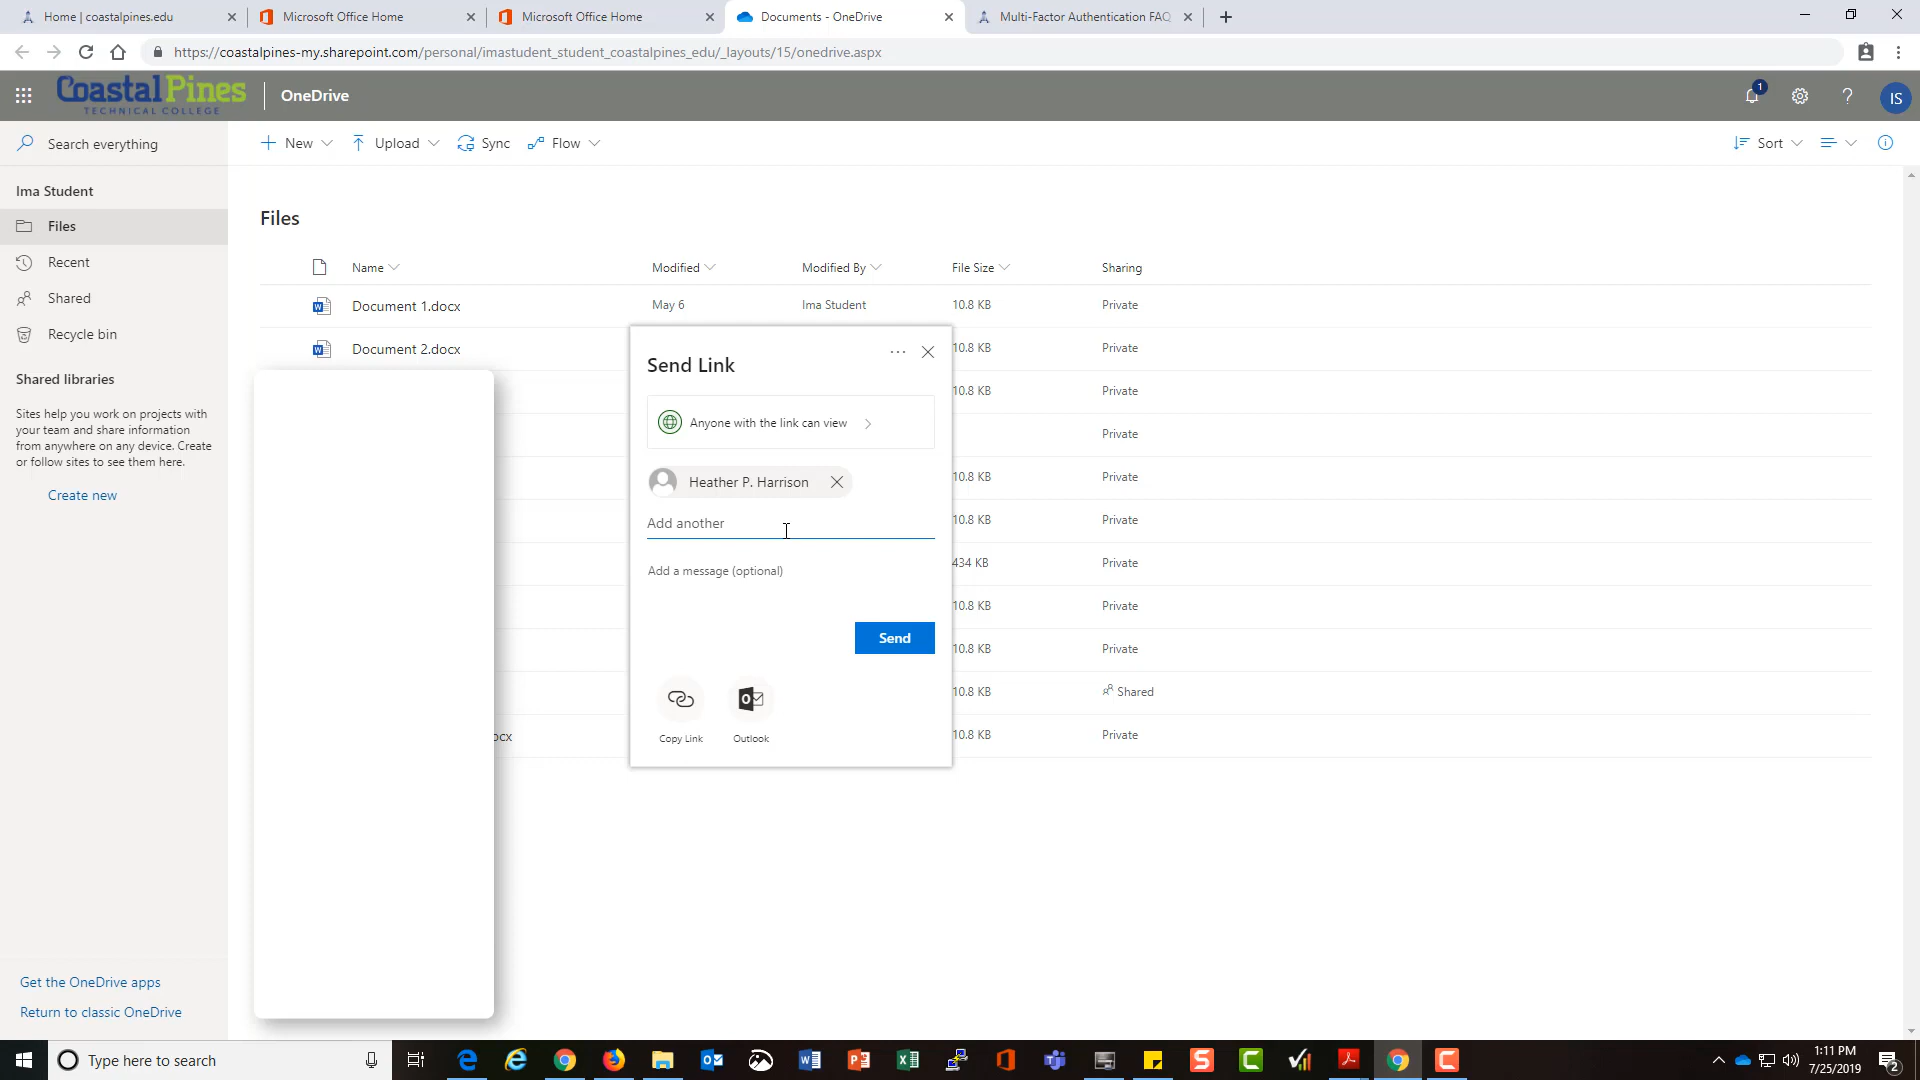 Home | coastalpines.edu
Microsoft Office Home
Microsoft Office Home
Documents - OneDrive
Multi-Factor Authentication FAQ
https://coastalpines-my.sharepoint.com/personal/imastudent_student_coastalpines_edu/_layouts/15/onedrive.aspx
Coastal Pines
TECHNICAL COLLEGE
OneDrive
1
IS
Search everything
New
Upload
Sync
Flow
Sort
Ima Student
Files
Recent
Shared
Recycle bin
Shared libraries
Sites help you work on projects with
your team and share information
from anywhere on any device. Create
or follow sites to see them here.
Create new
Get the OneDrive apps
Return to classic OneDrive
Files
Name Modified Modified By File Size Sharing
Document 1.docx May 6 Ima Student 10.8 KB Private
Document 2.docx 10.8 KB Private
10.8 KB Private
Private
10.8 KB Private
10.8 KB Private
434 KB Private
10.8 KB Private
10.8 KB Private
10.8 KB Shared
ocx 10.8 KB Private
Send Link
Anyone with the link can view
Heather P. Harrison
Add another
Add a message (optional)
Send
Copy Link
Outlook
Type here to search
1:11 PM
7/25/2019
2